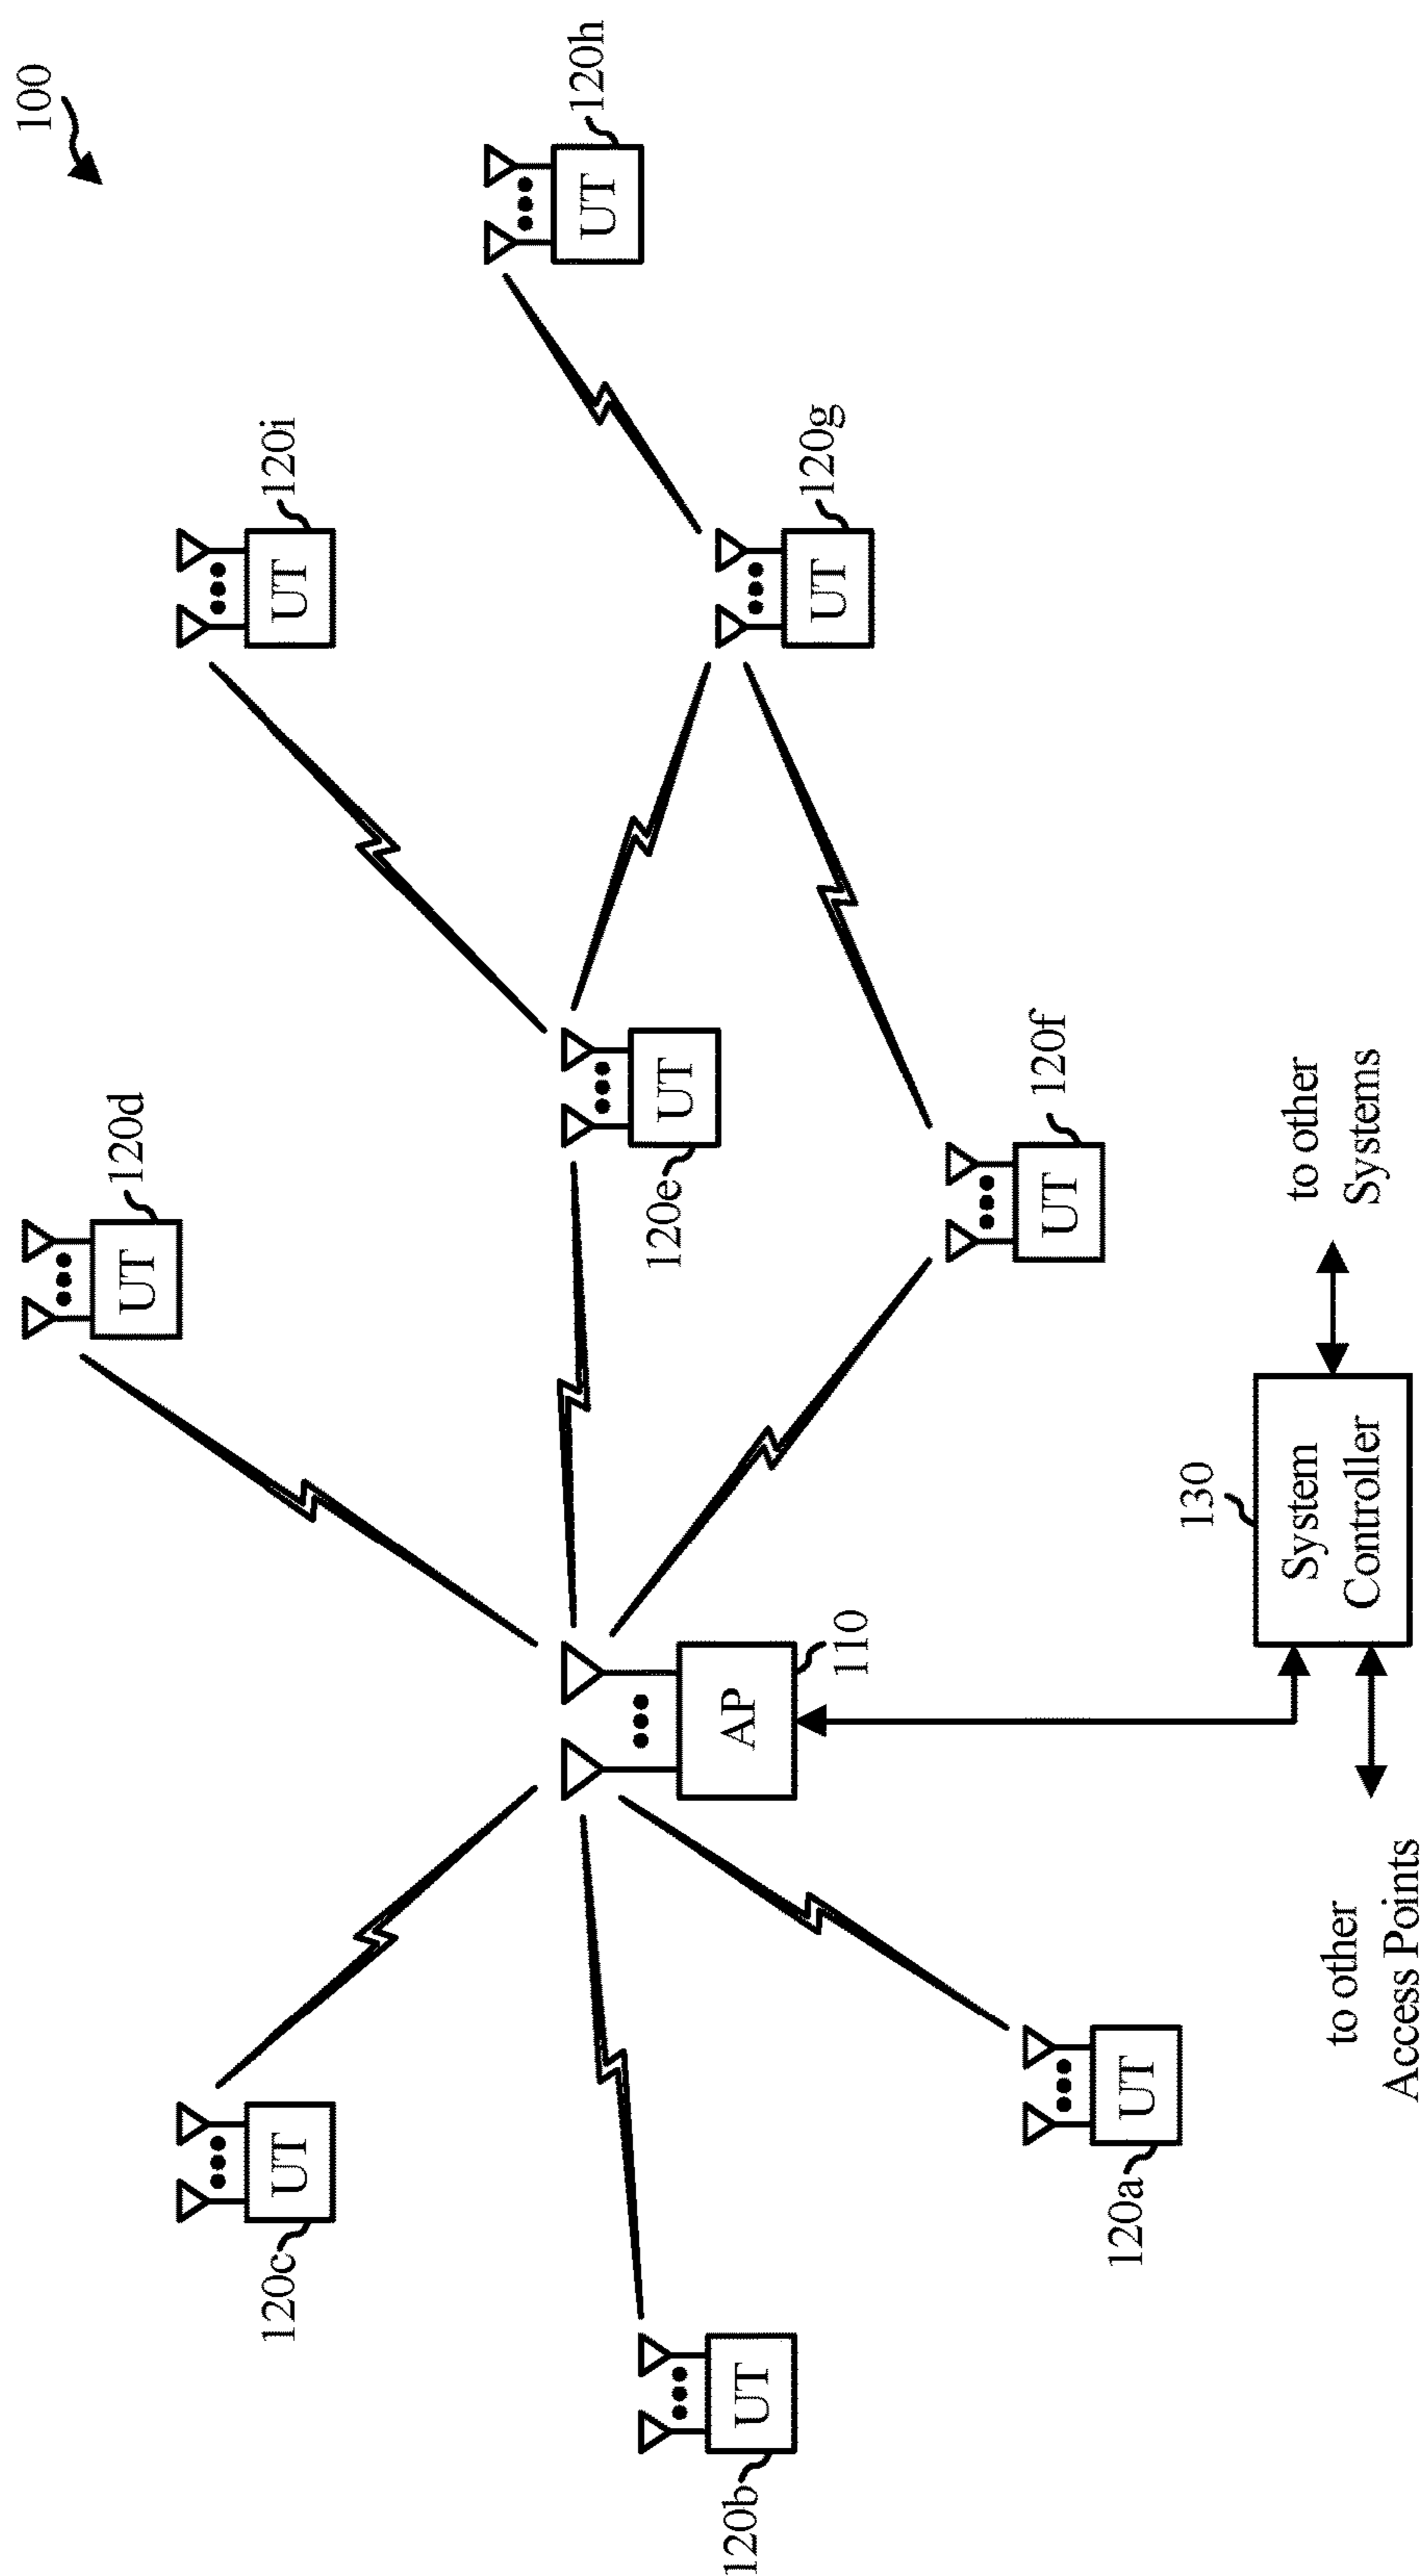 100
120d
UT
120i
UT
120c
UT
120h
UT
UT
120e
AP
110
UT
120b
UT
120g
UT
120f
UT
120a
130
System
Controller
to other
Systems
to other
Access Points